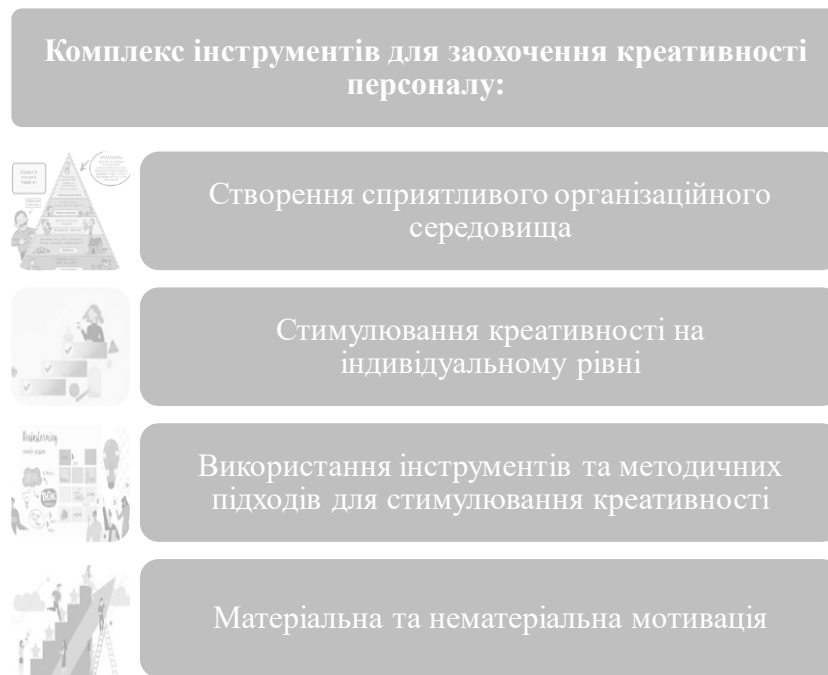 Комплекс інструментів для заохочення креативності
персоналу:
Створення сприятливого організаційного
середовища
Стимулювання креативності на
індивідуальному рівні
Brainstorming
Використання інструментів та методичних
підходів для стимулювання креативності
Матеріальна та нематеріальна мотивація